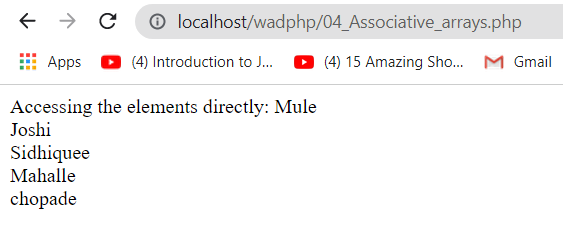 localhost/wadphp/04_Associative_arrays.php
Apps (4) Introduction to J... (4) 15 Amazing Sho... Gmail
Accessing the elements directly: Mule
Joshi
Sidhiquee
Mahalle
chopade